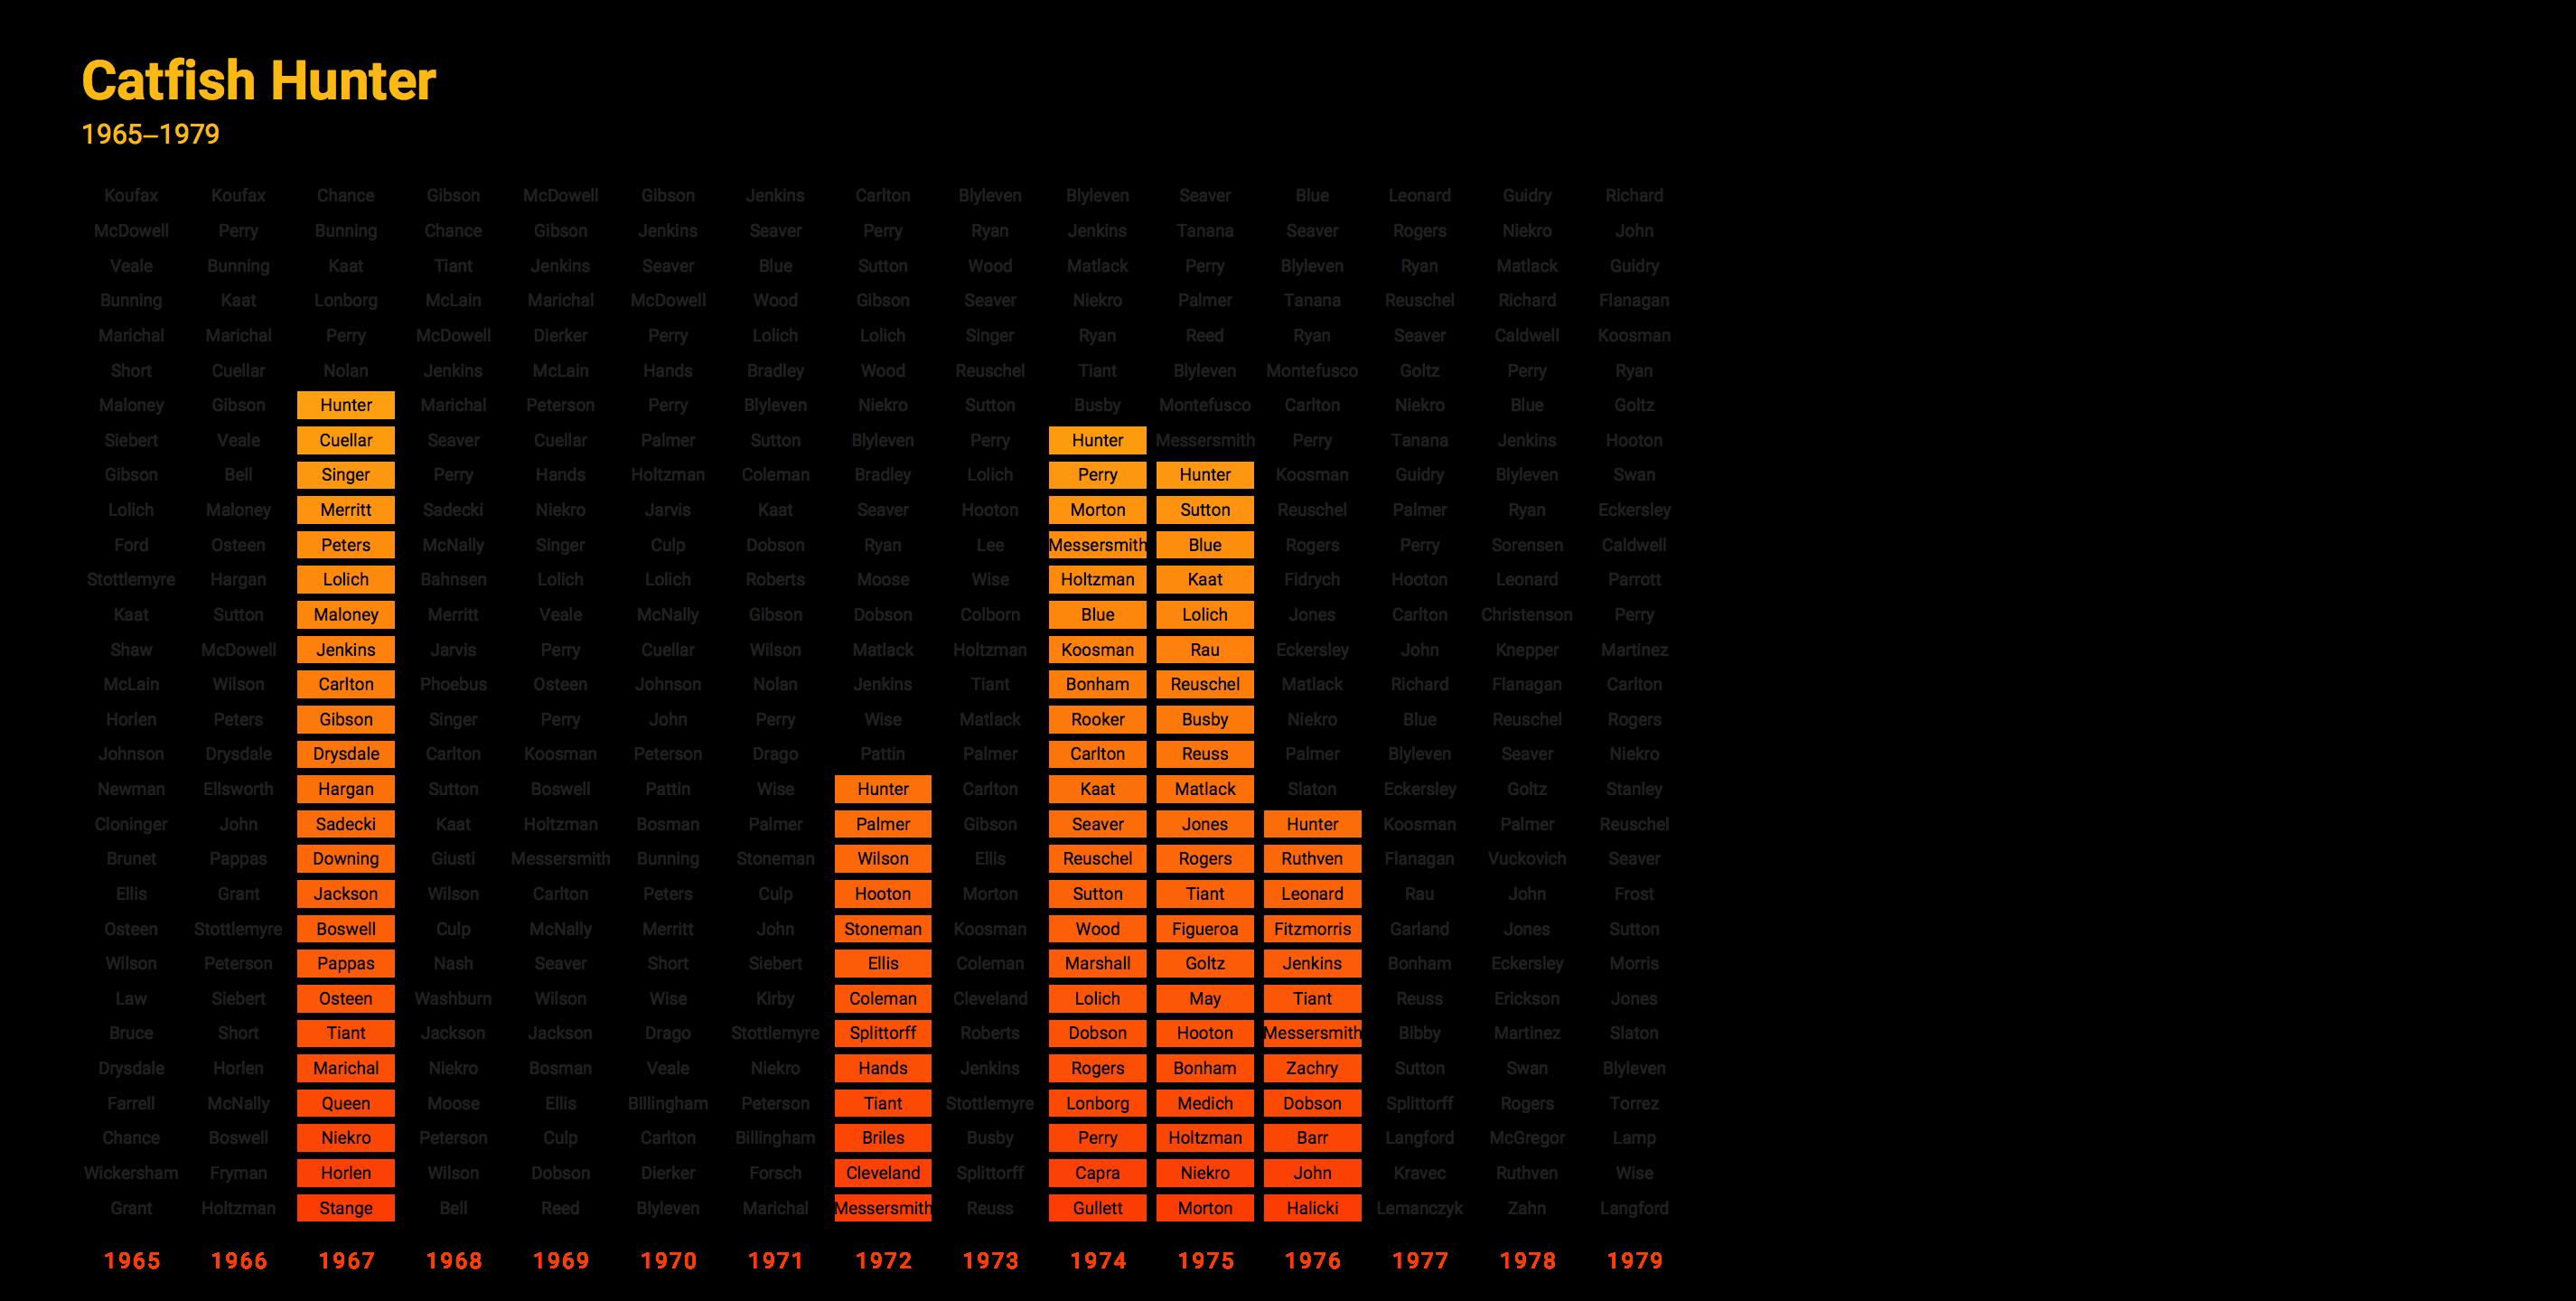 Catfish Hunter
1965–1979
Koufax Koufax Chance Gibson McDowell Gibson Jenkins Carlton Blyleven Blyleven Seaver Blue Leonard Guidry Richard
McDowell Perry Bunning Chance Gibson Jenkins Seaver Perry Ryan Jenkins Tanana Seaver Rogers Niekro John
Veale Bunning Kaat Tiant Jenkins Seaver Blue Sutton Wood Matlack Perry Blyleven Ryan Matlack Guidry
Bunning Kaat Lonborg McLain Marichal McDowell Wood Gibson Seaver Niekro Palmer Tanana Reuschel Richard Flanagan
Marichal Marichal Perry McDowell Dierker Perry Lolich Lolich Singer Ryan Reed Ryan Seaver Caldwell Koosman
Short Cuellar Nolan Jenkins McLain Hands Bradley Wood Reuschel Tiant Blyleven Montefusco Goltz Perry Ryan
Maloney Gibson Hunter Marichal Peterson Perry Blyleven Niekro Sutton Busby Montefusco Carlton Niekro Blue Goltz
Siebert Veale Cuellar Seaver Cuellar Palmer Sutton Blyleven Perry Hunter Messersmith Perry Tanana Jenkins Hooton
Gibson Bell Singer Perry Hands Holtzman Coleman Bradley Lolich Perry Hunter Koosman Guidry Blyleven Swan
Lolich Maloney Merritt Sadecki Niekro Jarvis Kaat Seaver Hooton Morton Sutton Reuschel Palmer Ryan Eckersley
Ford Osteen Peters McNally Singer Culp Dobson Ryan Lee Messersmith Blue Rogers Perry Sorensen Caldwell
Stottlemyre Hargan Lolich Bahnsen Lolich Lolich Roberts Moose Wise Holtzman Kaat Fidrych Hooton Leonard Parrott
Kaat Sutton Maloney Merritt Veale McNally Gibson Dobson Colborn Blue Lolich Jones Carlton Christenson Perry
Shaw McDowell Jenkins Jarvis Perry Cuellar Wilson Matlack Holtzman Koosman Rau Eckersley John Knepper Martinez
McLain Wilson Carlton Phoebus Osteen Johnson Nolan Jenkins Tiant Bonham Reuschel Matlack Richard Flanagan Carlton
Horlen Peters Gibson Singer Perry John Perry Wise Matlack Rooker Busby Niekro Blue Reuschel Rogers
Johnson Drysdale Drysdale Carlton Koosman Peterson Drago Pattin Palmer Carlton Reuss Palmer Blyleven Seaver Niekro
Newman Ellsworth Hargan Sutton Boswell Pattin Wise Hunter Carlton Kaat Matlack Slaton Eckersley Goltz Stanley
Cloninger John Sadecki Kaat Holtzman Bosman Palmer Palmer Gibson Seaver Jones Hunter Koosman Palmer Reuschel
Brunet Pappas Downing Giusti Messersmith Bunning Stoneman Wilson Ellis Reuschel Rogers Ruthven Flanagan Vuckovich Seaver
Ellis Grant Jackson Wilson Carlton Peters Culp Hooton Morton Sutton Tiant Leonard Rau John Frost
Osteen Stottlemyre Boswell Culp McNally Merritt John Stoneman Koosman Wood Figueroa Fitzmorris Garland Jones Sutton
Wilson Peterson Pappas Nash Seaver Short Siebert Ellis Coleman Marshall Goltz Jenkins Bonham Eckersley Morris
Law Siebert Osteen Washburn Wilson Wise Kirby Coleman Cleveland Lolich May Tiant Reuss Erickson Jones
Bruce Short Tiant Jackson Jackson Drago Stottlemyre Splittorff Roberts Dobson Hooton Messersmith Bibby Martinez Slaton
Drysdale Horlen Marichal Niekro Bosman Veale Niekro Hands Jenkins Rogers Bonham Zachry Sutton Swan Blyleven
Farrell McNally Queen Moose Ellis Billingham Peterson Tiant Stottlemyre Lonborg Medich Dobson Splittorff Rogers Torrez
Chance Boswell Niekro Peterson Culp Carlton Billingham Briles Busby Perry Holtzman Barr Langford McGregor Lamp
Wickersham Fryman Horlen Wilson Dobson Dierker Forsch Cleveland Splittorff Capra Niekro John Kravec Ruthven Wise
Grant Holtzman Stange Bell Reed Blyleven Marichal Messersmith Reuss Gullett Morton Halicki Lemanczyk Zahn Langford
1965 1966 1967 1968 1969 1970 1971 1972 1973 1974 1975 1976 1977 1978 1979